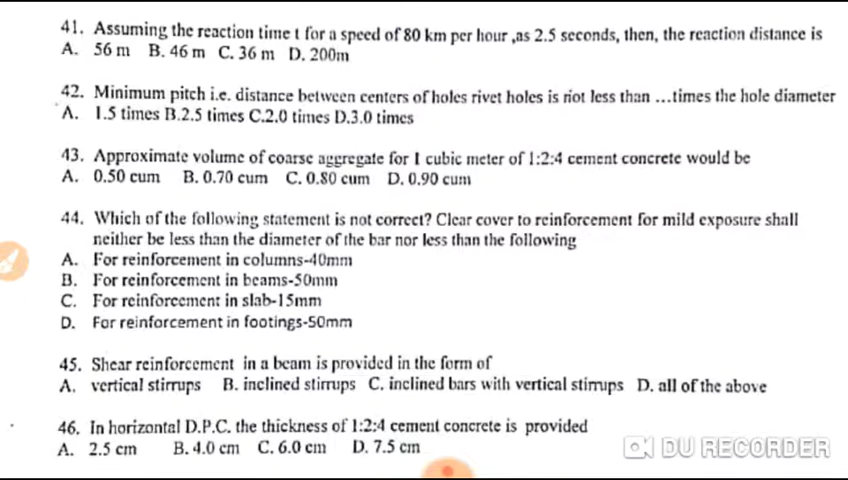 41. Assuming the reaction time t for a speed of 80 km per hour ,as 2.5 seconds, then, the reaction distance is
A. 56 m B. 46 m C. 36 m D. 200m
42. Minimum pitch i.e. distance between centers of holes rivet holes is not less than ...times the hole diameter
A. 1.5 times B.2.5 times C.2.0 times D.3.0 times
43. Approximate volume of coarse aggregate for 1 cubic meter of 1:2:4 cement concrete would be
A. 0.50 cum B. 0.70 cum C. 0.80 cum D. 0.90 cum
44. Which of the following statement is not correct? Clear cover to reinforcement for mild exposure shall
neither be less than the diameter of the bar nor less than the following
A. For reinforcement in columns-40mm
B. For reinforcement in beams-50mm
C. For reinforcement in slab-15mm
D. For reinforcement in footings-50mm
45. Shear reinforcement in a beam is provided in the form of
A. vertical stirrups B. inclined stirrups C. inclined bars with vertical stirrups D. all of the above
46. In horizontal D.P.C. the thickness of 1:2:4 cement concrete is provided
A. 2.5 cm B. 4.0 cm C. 6.0 cm D. 7.5 cm
DU RECORDER